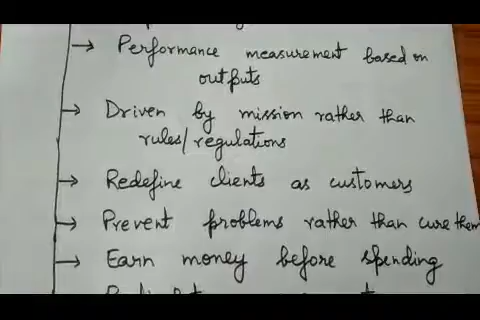 → Performance measurement based on
outputs
→ Driven by mission rather than
rules/regulations
→ Redefine clients as customers
→ Prevent problems rather than cure them
→ Earn money before spending